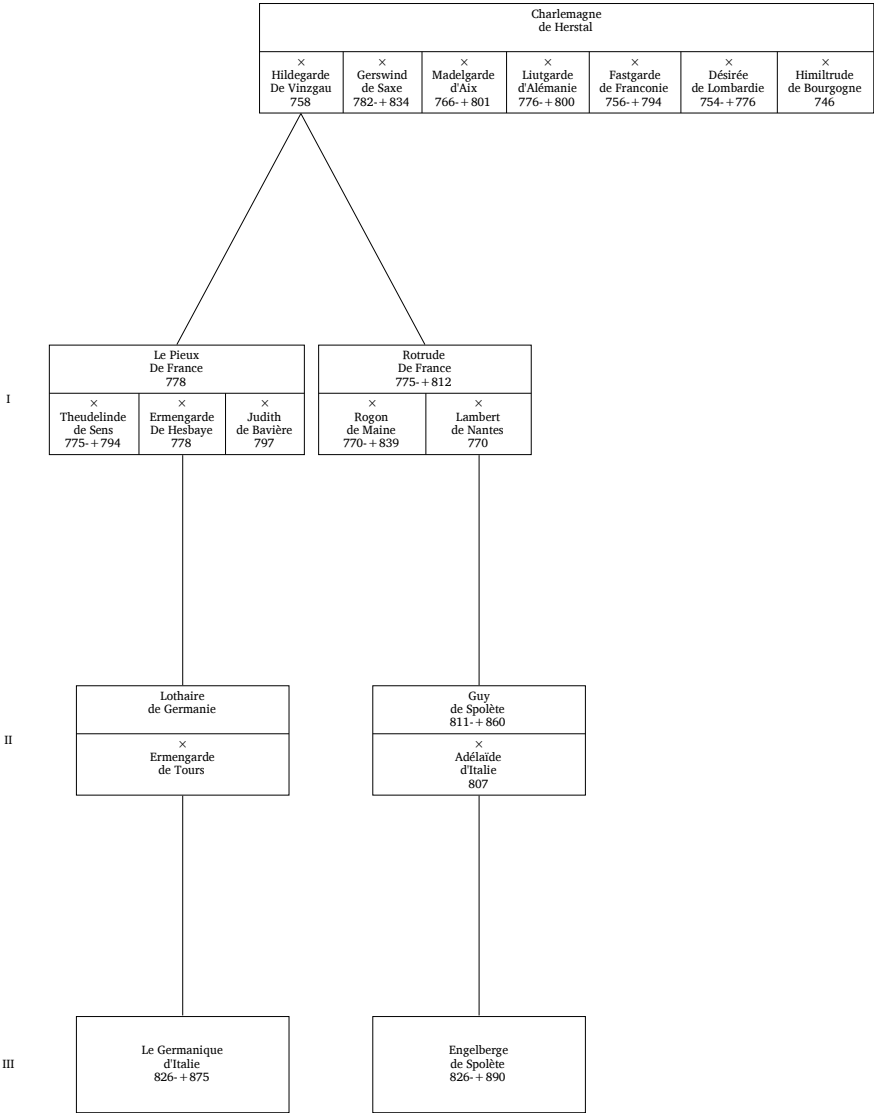 Charlemagne
de Herstal
×
Hildegarde
De Vinzgau
758
×
Gerswind
de Saxe
782-+834
×
Madelgarde
d'Aix
766-+801
×
Liutgarde
d'Alémanie
776-+800
×
Fastgarde
de Franconie
756-+794
×
Désirée
de Lombardie
754-+776
×
Himiltrude
de Bourgogne
746
I
Le Pieux
De France
778
×
Theudelinde
de Sens
775-+794
×
Ermengarde
De Hesbaye
778
×
Judith
de Bavière
797
Rotrude
De France
775-+812
×
Rogon
de Maine
770-+839
×
Lambert
de Nantes
770
II
Lothaire
de Germanie
×
Ermengarde
de Tours
Guy
de Spolète
811-+860
×
Adélaïde
d'Italie
807
III
Le Germanique
d'Italie
826-+875
Engelberge
de Spolète
826-+890